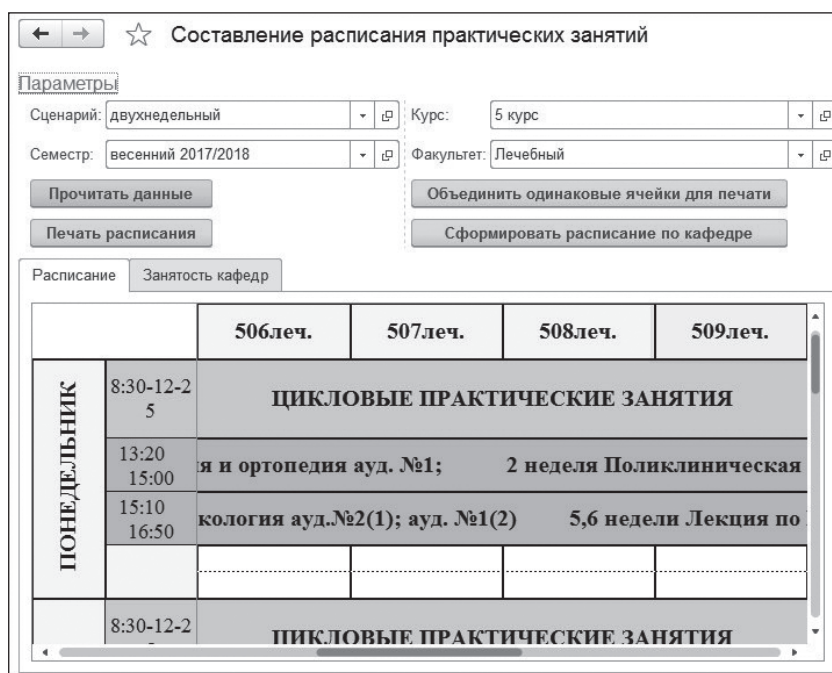 Составление расписания практических занятий
Параметры
Сценарий: двухнедельный Курс: 5 курс
Семестр: весенний 2017/2018 Факультет: Лечебный
Прочитать данные Объединить одинаковые ячейки для печати
Печать расписания Сформировать расписание по кафедре
Расписание Занятость кафедр
506леч. 507леч. 508леч. 509леч.
ПОНЕДЕЛЬНИК
8:30-12-2
5
ЦИКЛОВЫЕ ПРАКТИЧЕСКИЕ ЗАНЯТИЯ
13:20
15:00
я и ортопедия ауд. №1; 2 неделя Поликлиническая
15:10
16:50
кология ауд.№2(1); ауд. №1(2) 5,6 недели Лекция по
8:30-12-2
ЦИКЛОВЫЕ ПРАКТИЧЕСКИЕ ЗАНЯТИЯ